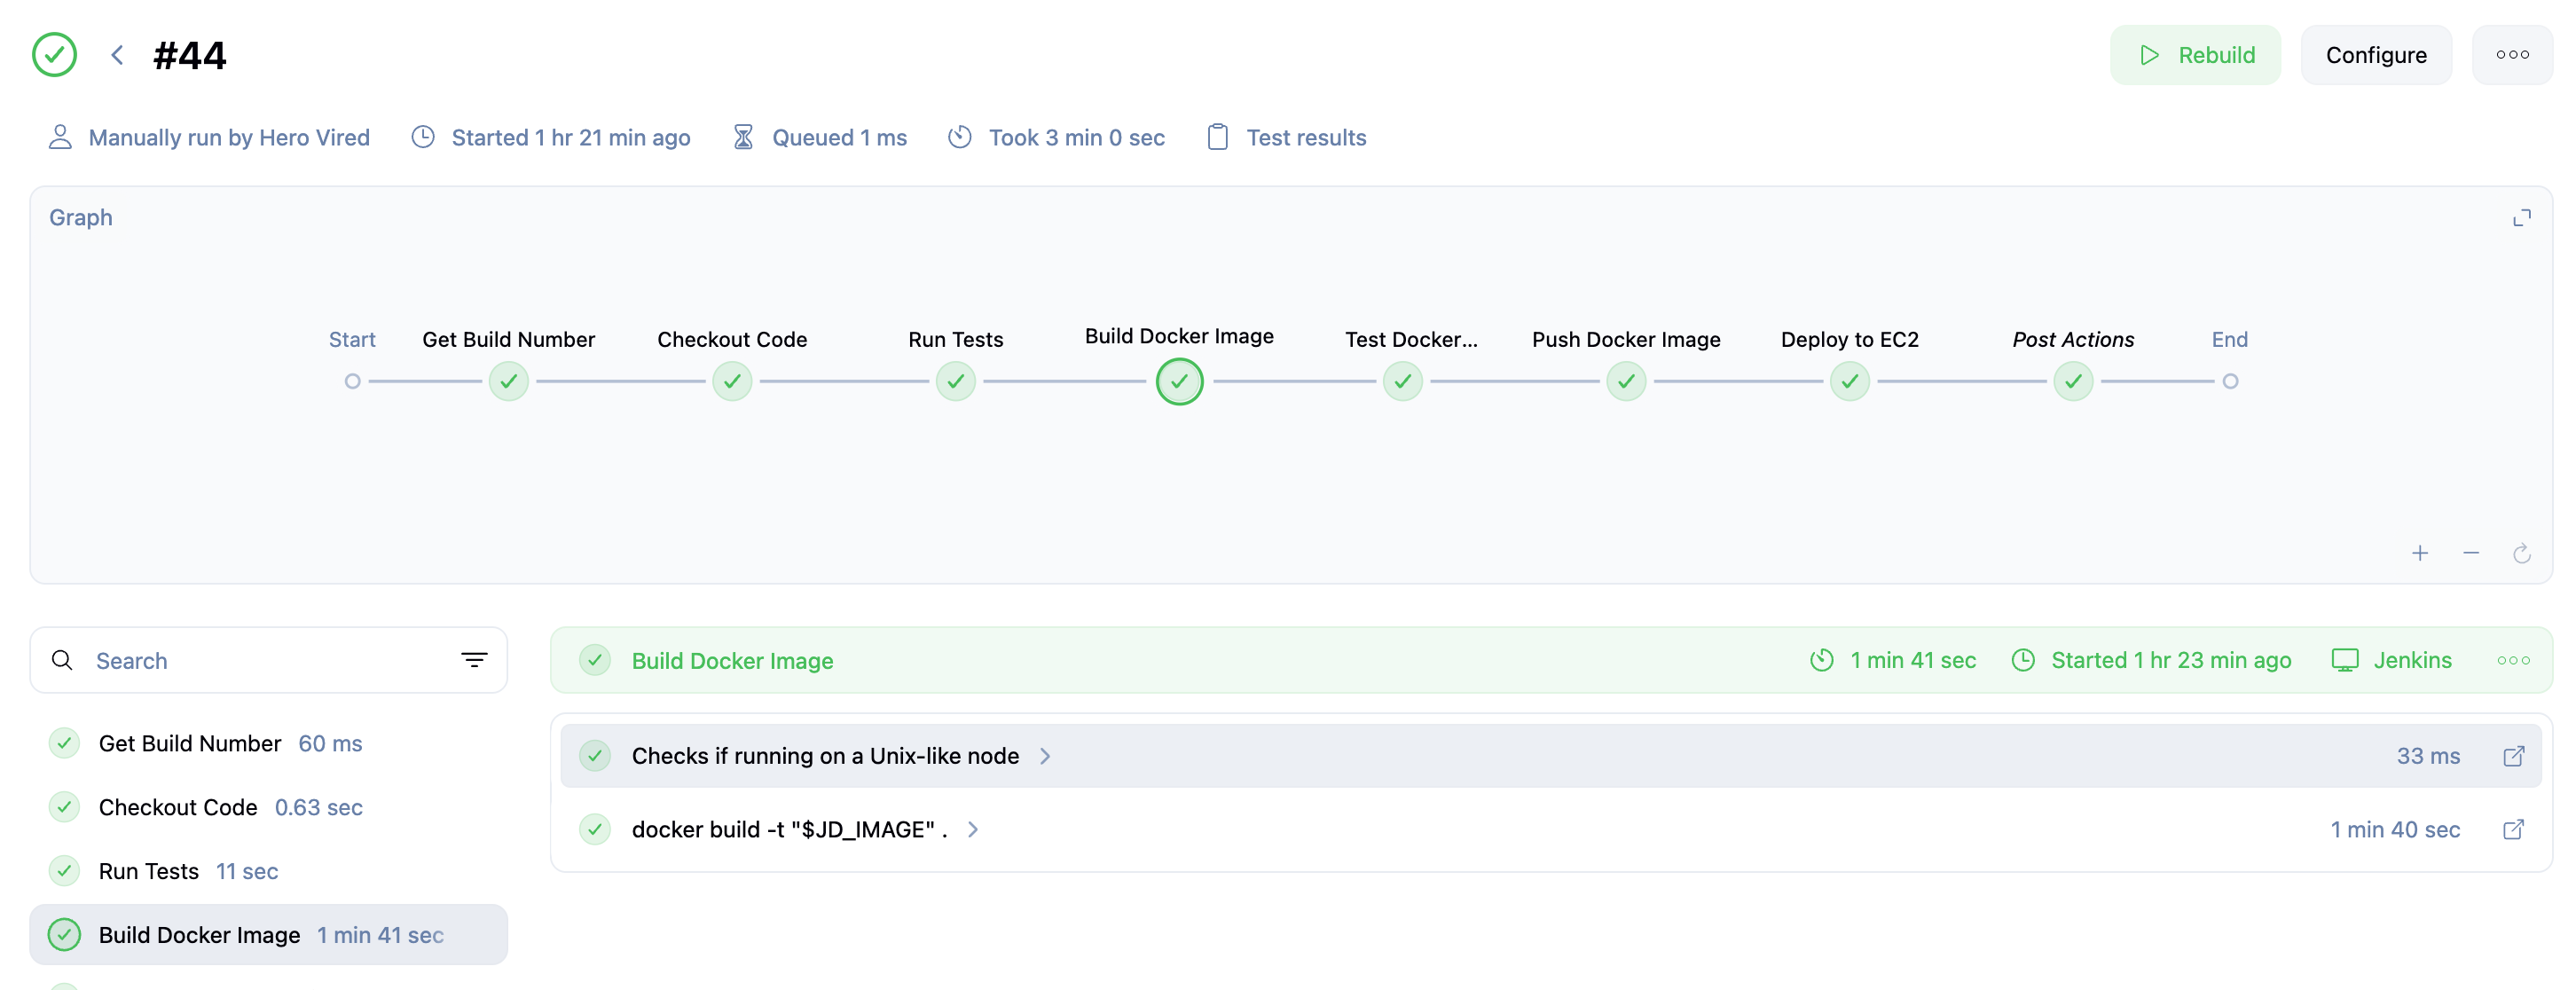 #44
Rebuild
Configure
Manually run by Hero Vired
Started 1 hr 21 min ago
Queued 1 ms
Took 3 min 0 sec
Test results
Graph
Start
Get Build Number
Checkout Code
Run Tests
Build Docker Image
Test Docker...
Push Docker Image
Deploy to EC2
Post Actions
End
Search
Get Build Number 60 ms
Checkout Code 0.63 sec
Run Tests 11 sec
Build Docker Image 1 min 41 sec
Build Docker Image
1 min 41 sec
Started 1 hr 23 min ago
Jenkins
Checks if running on a Unix-like node
33 ms
docker build -t "$JD_IMAGE" .
1 min 40 sec